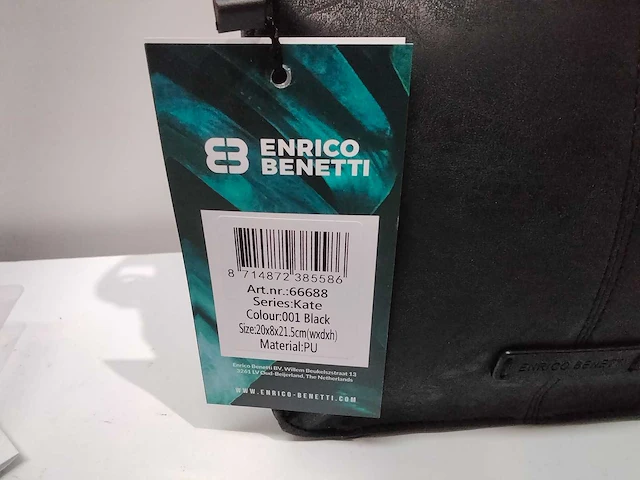 ENRICO
BENETTI
8 714872 385586
Art.nr.:66688
Series:Kate
Colour:001 Black
Size:20x8x21.5cm(wxdxh)
Material:PU
Enrico Benetti BV, Willem Beukelszstraat 13
3261 LV Oud-Beijerland, The Netherlands
WWW.ENRICO-BENETTI.COM
ENRICO BENETTI